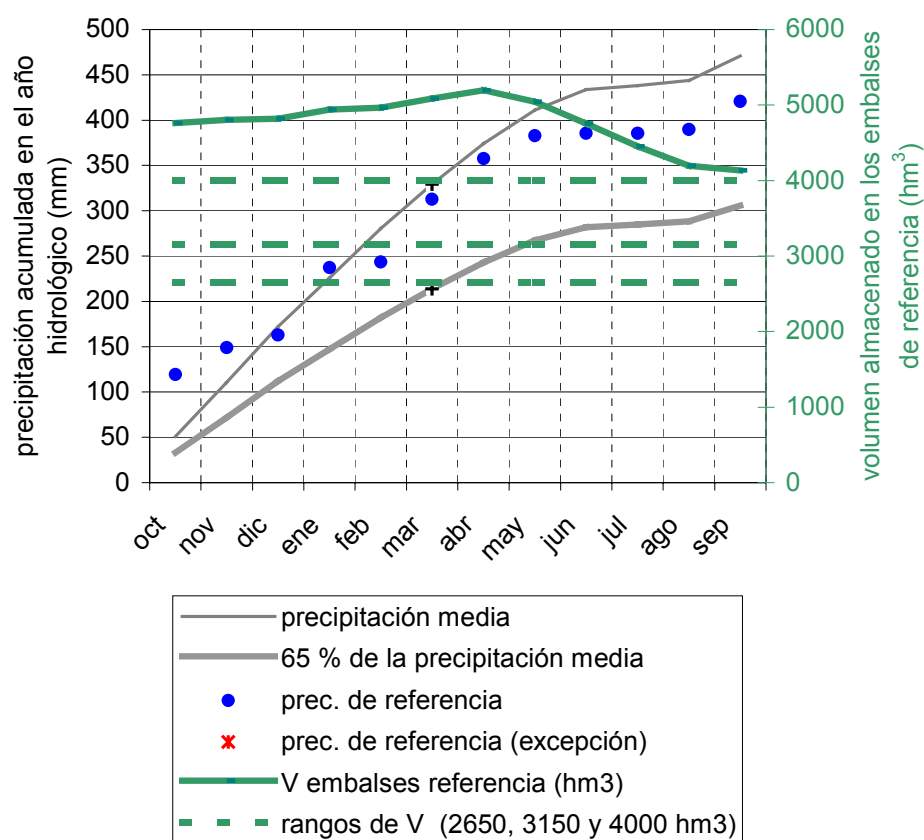 precipitación acumulada en el año
hidrológico (mm)
500
450
400
350
300
250
200
150
100
50
0
6000
5000
4000
3000
2000
1000
0
volumen almacenado en los embalses
de referencia (hm³)
oct
nov
dic
ene
feb
mar
abr
may
jun
jul
ago
sep
precipitación media
65 % de la precipitación media
prec. de referencia
prec. de referencia (excepción)
V embalses referencia (hm3)
rangos de V (2650, 3150 y 4000 hm3)